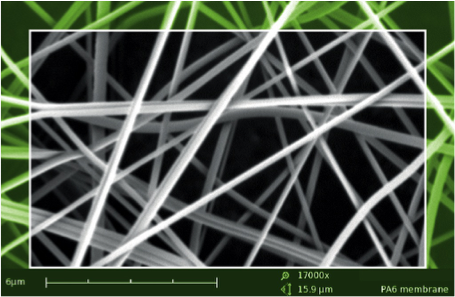 6μm
17000x
15.9 μm
PA6 membrane